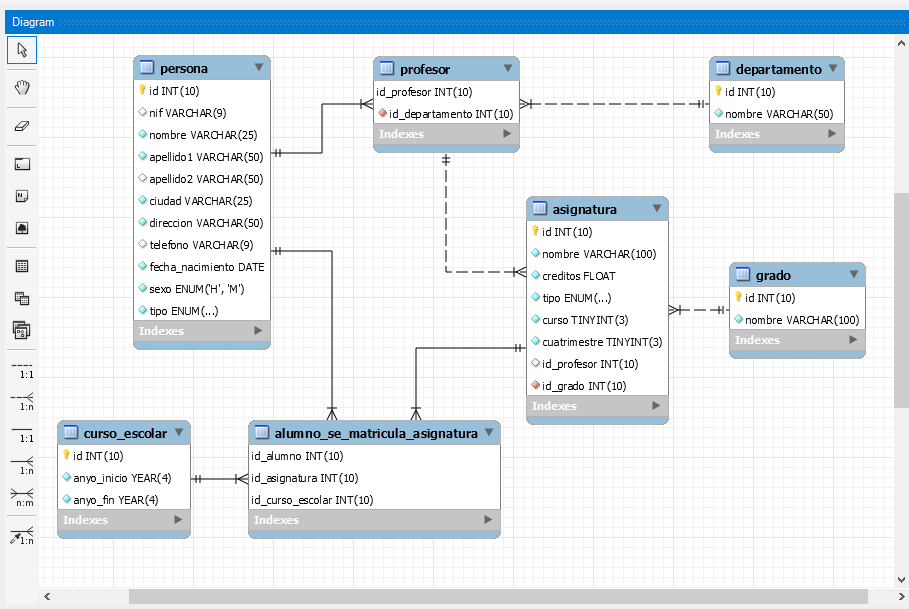 Diagram
persona
id INT(10)
nif VARCHAR(9)
nombre VARCHAR(25)
apellido1 VARCHAR(50)
apellido2 VARCHAR(50)
ciudad VARCHAR(25)
direccion VARCHAR(50)
telefono VARCHAR(9)
fecha_nacimiento DATE
sexo ENUM('H', 'M')
tipo ENUM(...)
Indexes
profesor
id_profesor INT(10)
id_departamento INT(10)
Indexes
departamento
id INT(10)
nombre VARCHAR(50)
Indexes
asignatura
id INT(10)
nombre VARCHAR(100)
creditos FLOAT
tipo ENUM(...)
curso TINYINT(3)
cuatrimestre TINYINT(3)
id_profesor INT(10)
id_grado INT(10)
Indexes
grado
id INT(10)
nombre VARCHAR(100)
Indexes
curso_escolar
id INT(10)
anyo_inicio YEAR(4)
anyo_fin YEAR(4)
Indexes
alumno_se_matricula_asignatura
id_alumno INT(10)
id_asignatura INT(10)
id_curso_escolar INT(10)
Indexes
1:1
1:n
1:1
1:n
n:m
1:n